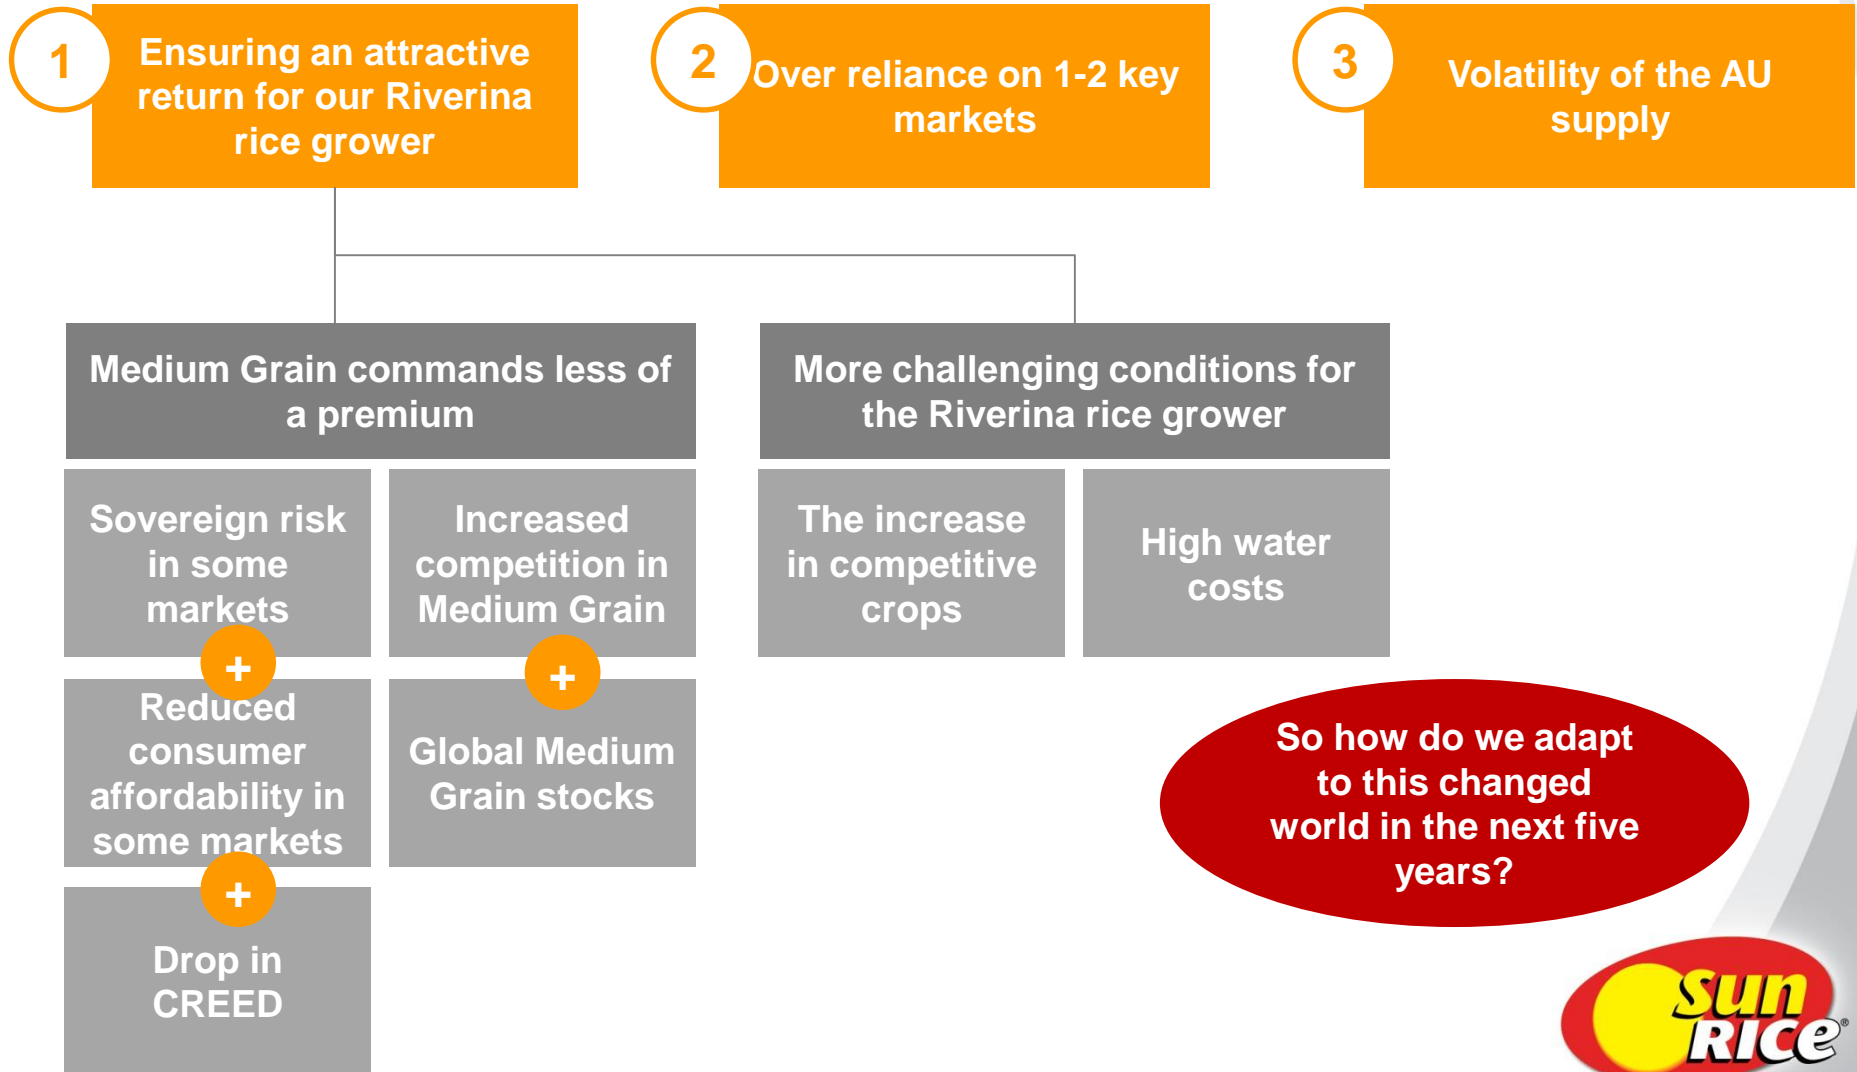 1
Ensuring an attractive
return for our Riverina
rice grower
2
Over reliance on 1-2 key
markets
3
Volatility of the AU
supply
Medium Grain commands less of
a premium
More challenging conditions for
the Riverina rice grower
Sovereign risk
in some
markets
Increased
competition in
Medium Grain
The increase
in competitive
crops
High water
costs
+
+
Reduced
consumer
affordability in
some markets
Global Medium
Grain stocks
+
Drop in
CREED
So how do we adapt
to this changed
world in the next five
years?
Sun
RICe®